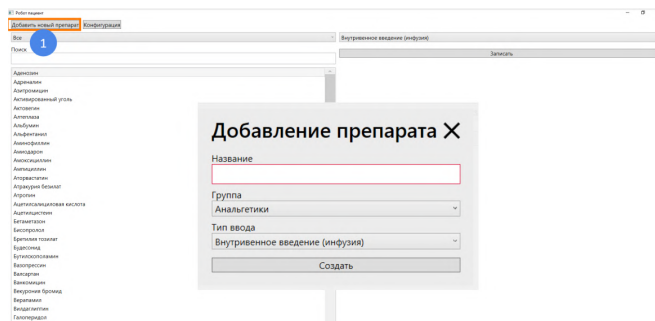 Робот пациент
Добавить новый препарат Конфигурация
1
Все
Внутривенное введение (инфузия)
Поиск
Записать
Аденозин
Адреналин
Азитромицин
Активированный уголь
Актовегин
Алтеплаза
Альбумин
Альфентанил
Аминофиллин
Амиодарон
Амоксициллин
Ампициллин
Аторвастатин
Атракурия безилат
Атропин
Ацетилсалициловая кислота
Ацетилцистеин
Бетаметазон
Бисопролол
Бретилия тозилат
Будесонид
Бутилскополамин
Вазопрессин
Валсартан
Ванкомицин
Векурония бромид
Верапамил
Вилдаглиптин
Галоперидол
Добавление препарата
Название
Группа
Анальгетики
Тип ввода
Внутривенное введение (инфузия)
Создать